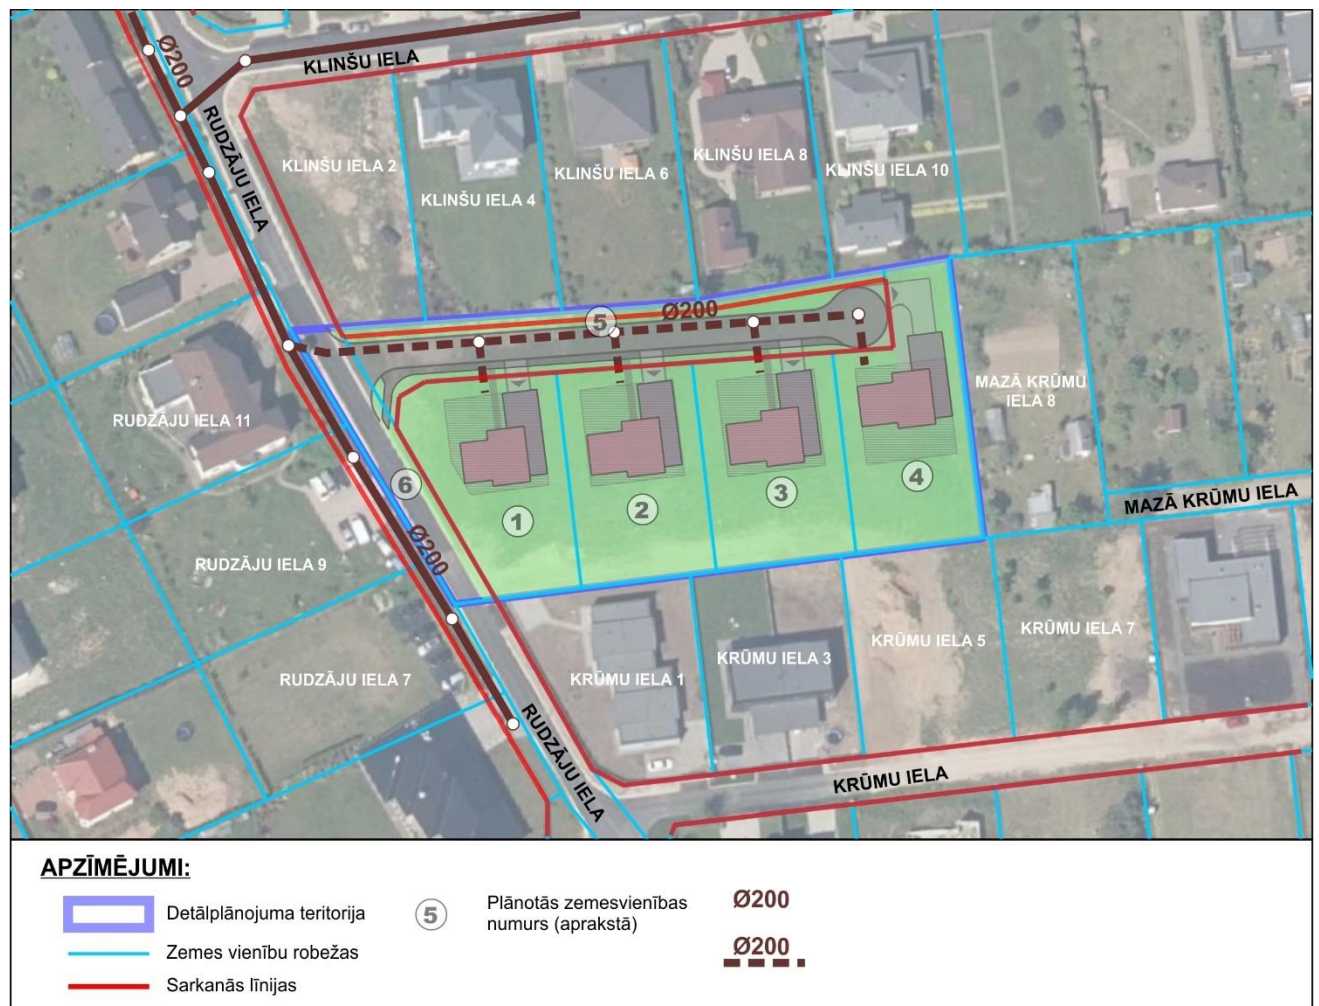 Ø200
KLINŠU IELA
RUDZĀJU IELA
KLINŠU IELA 2
KLINŠU IELA 4
KLINŠU IELA 6
KLINŠU IELA 8
KLINŠU IELA 10
Ø200
5
MAZĀ KRŪMU
IELA 8
RUDZĀJU IELA 11
6
1
2
3
4
MAZĀ KRŪMU IELA
Ø200
RUDZĀJU IELA 9
RUDZĀJU IELA 7
KRŪMU IELA 1
KRŪMU IELA 3
KRŪMU IELA 5
KRŪMU IELA 7
RUDZĀJU IELA
KRŪMU IELA
APZĪMĒJUMI:
Detālplānojuma teritorija
Zemes vienību robežas
Sarkanās līnijas
5
Plānotās zemesvienības
numurs (aprakstā)
Ø200
Ø200